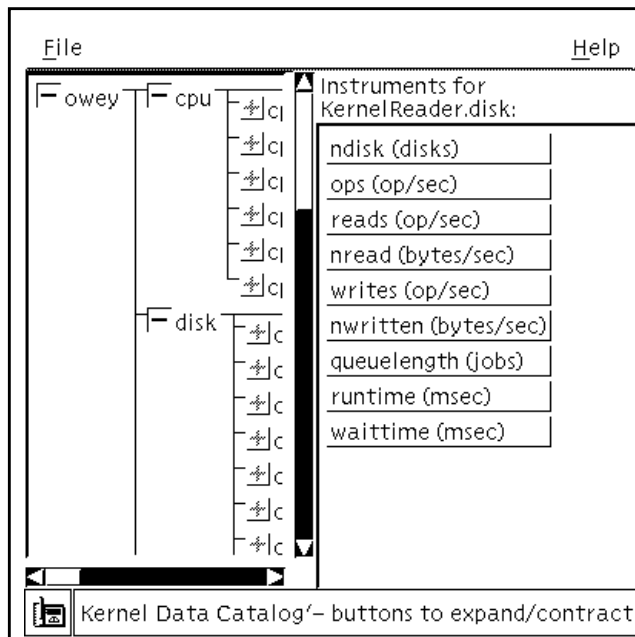 File
Help
owey
cpu
Instruments for
KernelReader.disk:
ndisk (disks)
ops (op/sec)
reads (op/sec)
nread (bytes/sec)
writes (op/sec)
disk
nwritten (bytes/sec)
queuelength (jobs)
runtime (msec)
waittime (msec)
Kernel Data Catalog'– buttons to expand/contract